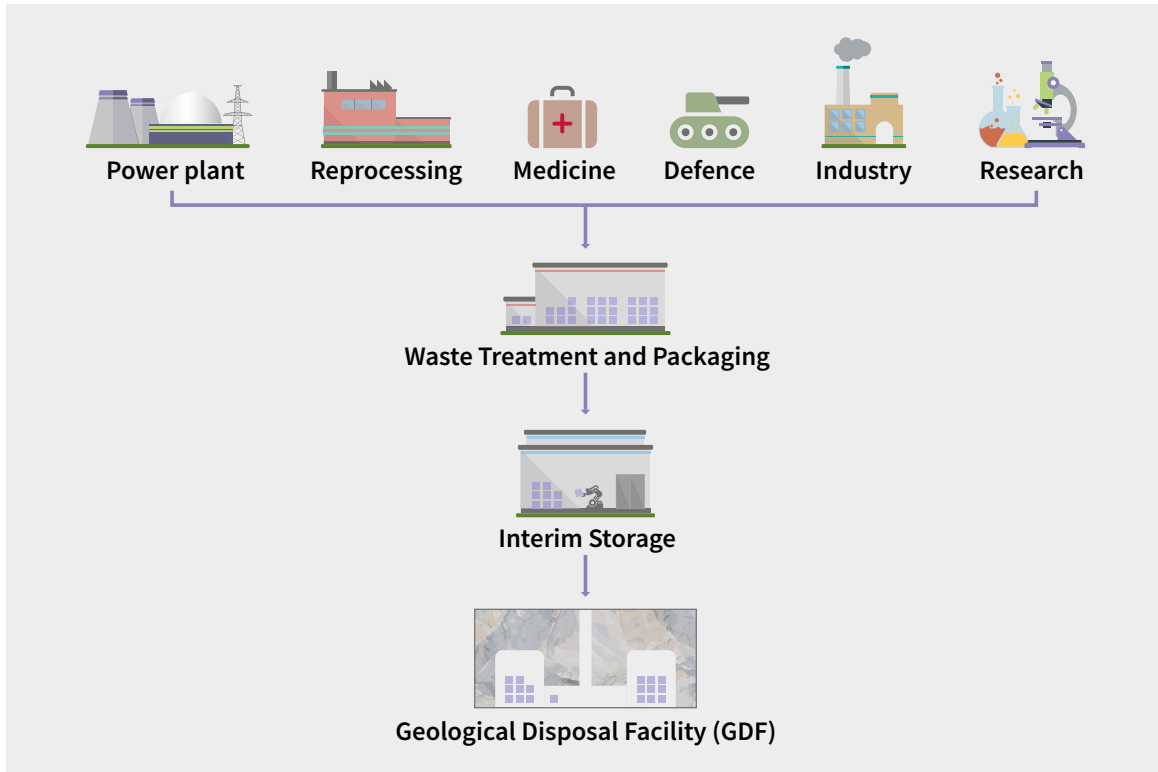 Power plant
Reprocessing
Medicine
Defence
Industry
Research
Waste Treatment and Packaging
Interim Storage
Geological Disposal Facility (GDF)